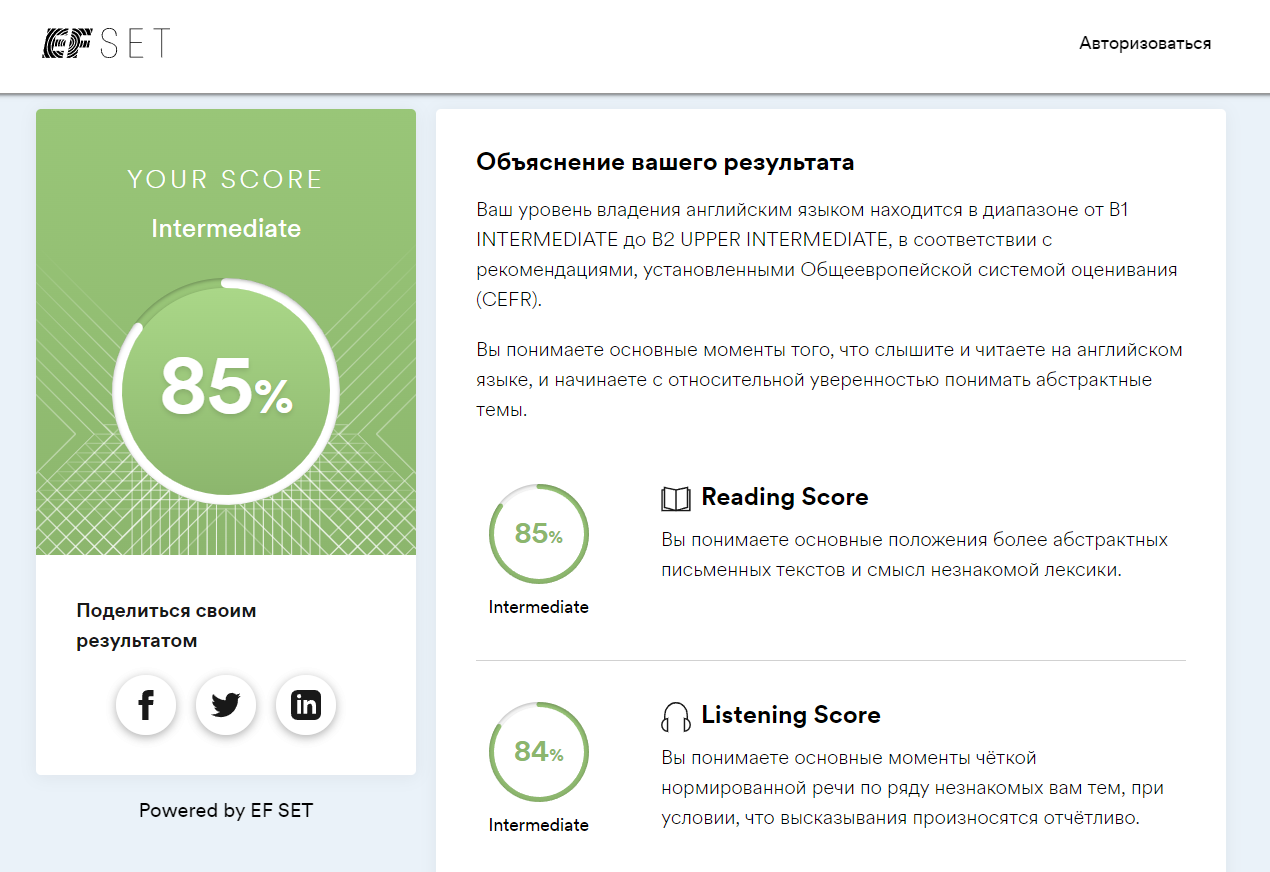 EF SET
Авторизоваться
YOUR SCORE
Intermediate
85%
Поделиться своим
результатом
Powered by EF SET
Объяснение вашего результата
Ваш уровень владения английским языком находится в диапазоне от B1
INTERMEDIATE до B2 UPPER INTERMEDIATE, в соответствии с
рекомендациями, установленными Общеевропейской системой оценивания
(CEFR).
Вы понимаете основные моменты того, что слышите и читаете на английском
языке, и начинаете с относительной уверенностью понимать абстрактные
темы.
85%
Intermediate
Reading Score
Вы понимаете основные положения более абстрактных
письменных текстов и смысл незнакомой лексики.
84%
Intermediate
Listening Score
Вы понимаете основные моменты чёткой
нормированной речи по ряду незнакомых вам тем, при
условии, что высказывания произносятся отчётливо.